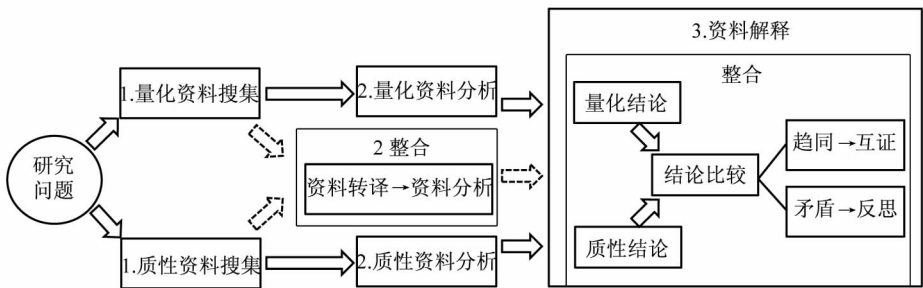 研究
问题
1.量化资料搜集
2.量化资料分析
2 整合
资料转译→资料分析
1.质性资料搜集
2.质性资料分析
3.资料解释
整合
量化结论
结论比较
质性结论
趋同→互证
矛盾→反思